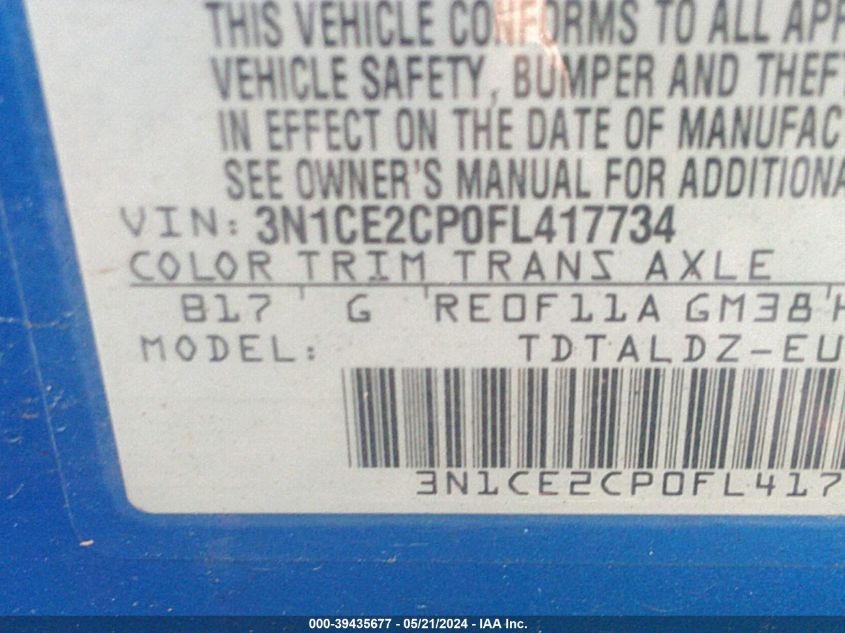 THIS VEHICLE CONFORMS TO ALL APP
VEHICLE SAFETY, BUMPER AND THEFT
IN EFFECT ON THE DATE OF MANUFAC
SEE OWNER'S MANUAL FOR ADDITIONA
VIN: 3N1CE2CP0FL417734
COLOR TRIM TRANS AXLE
B17 G RE0F11A GM38 H
MODEL: TDTALDZ-EU
3N1CE2CP0FL417
000-39435677 - 05/21/2024 - IAA Inc.